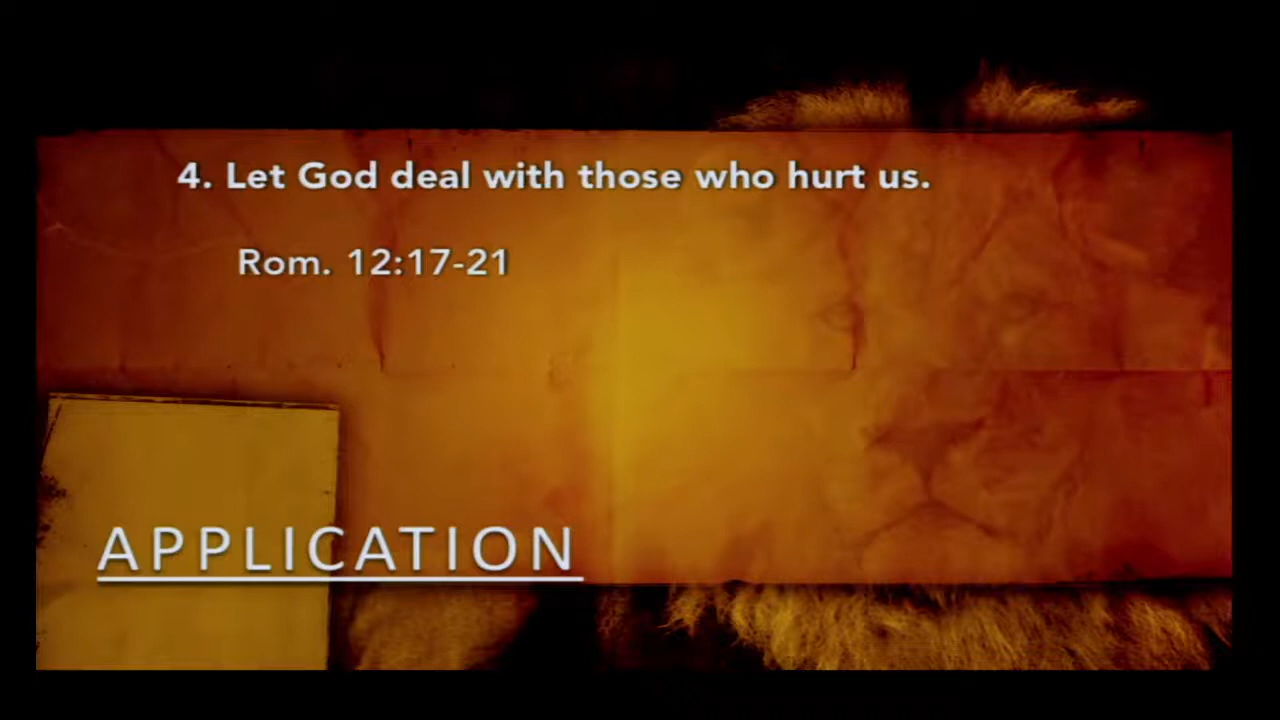 4. Let God deal with those who hurt us.
Rom. 12:17-21
APPLICATION